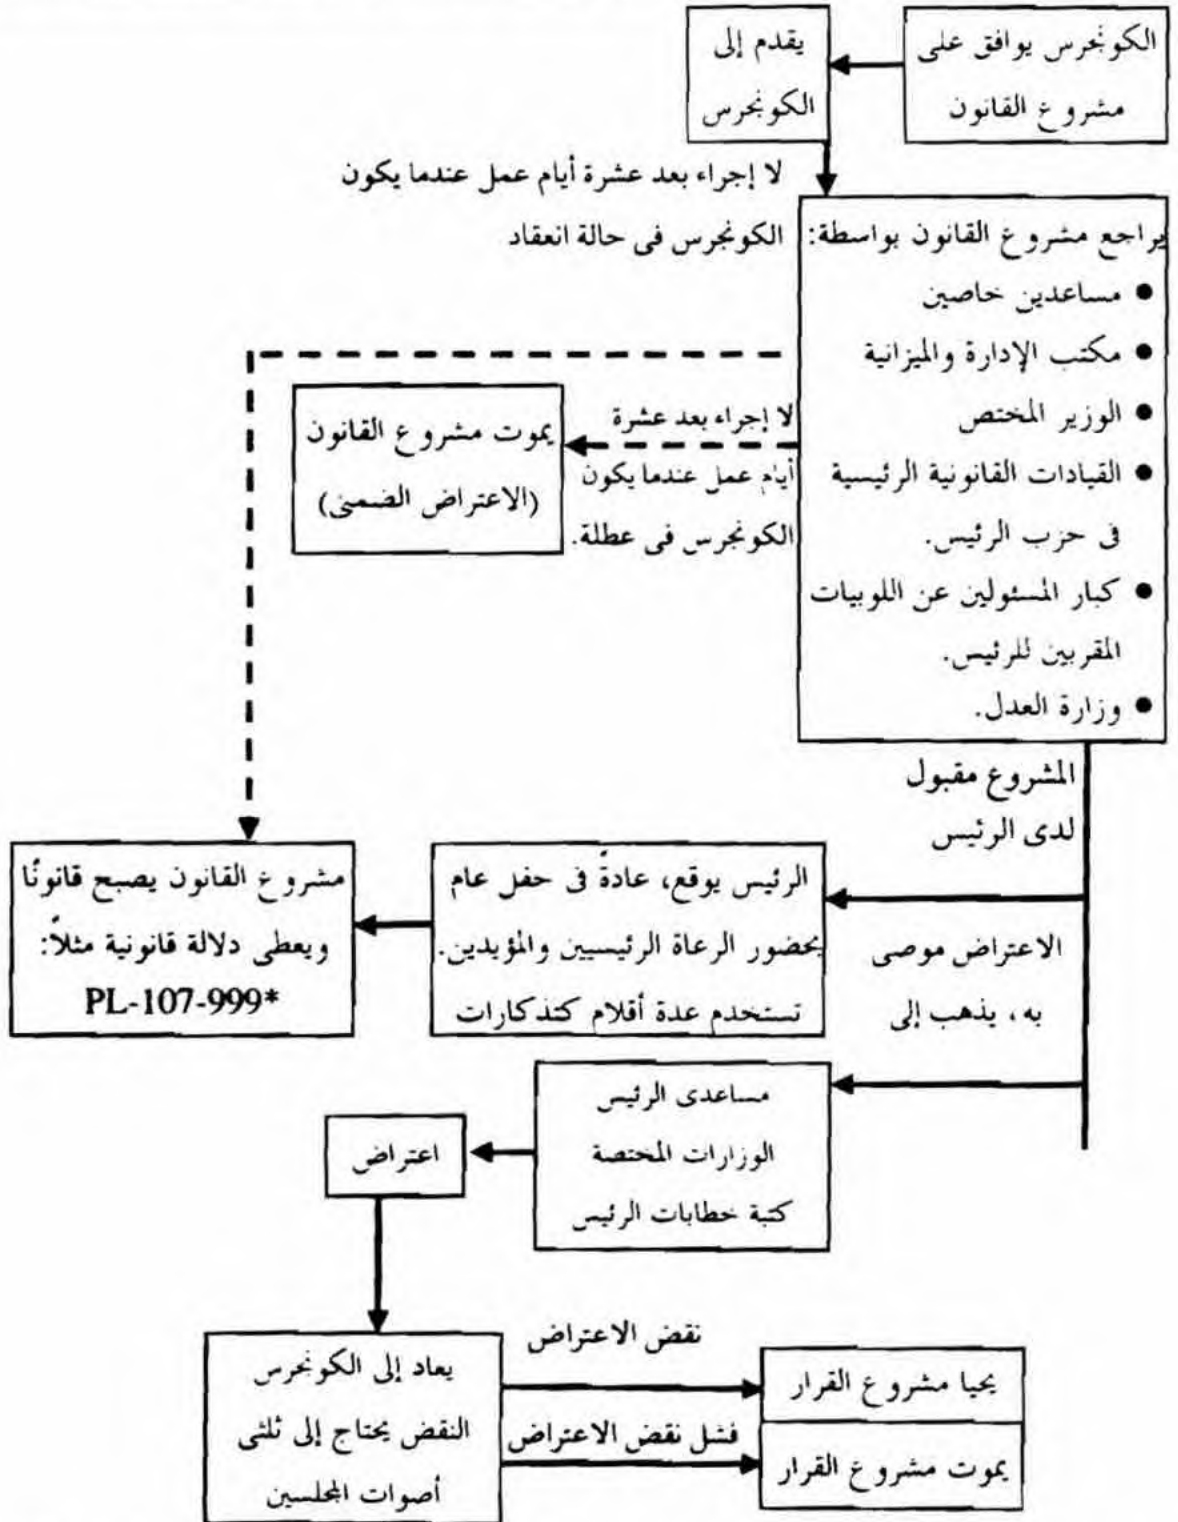 الكونجرس يوافق على
مشروع القانون
يقدم إلى
الكونجرس
لا إجراء بعد عشرة أيام عمل عندما يكون
الكونجرس فى حالة انعقاد
يراجع مشروع القانون بواسطة:
● مساعدين خاصين
● مكتب الإدارة والميزانية
● الوزير المختص
● القيادات القانونية الرئيسية
فى حزب الرئيس.
● كبار المسئولين عن اللوبيات
المقربين للرئيس.
● وزارة العدل.
لا إجراء بعد عشرة
أيام عمل عندما يكون
الكونجرس فى عطلة.
يموت مشروع القانون
(الاعتراض الضمنى)
المشروع مقبول
لدى الرئيس
الرئيس يوقع، عادةً فى حفل عام
بحضور الرعاة الرئيسيين والمؤيدين.
تستخدم عدة أقلام كتذكارات
مشروع القانون يصبح قانونًا
ويعطى دلالة قانونية مثلاً:
PL-107-999*
الاعتراض موصى
به، يذهب إلى
مساعدى الرئيس
الوزارات المختصة
كتبة خطابات الرئيس
اعتراض
يعاد إلى الكونجرس
النقض يحتاج إلى ثلثى
أصوات المجلسين
نقض الاعتراض
يحيا مشروع القرار
فشل نقض الاعتراض
يموت مشروع القرار